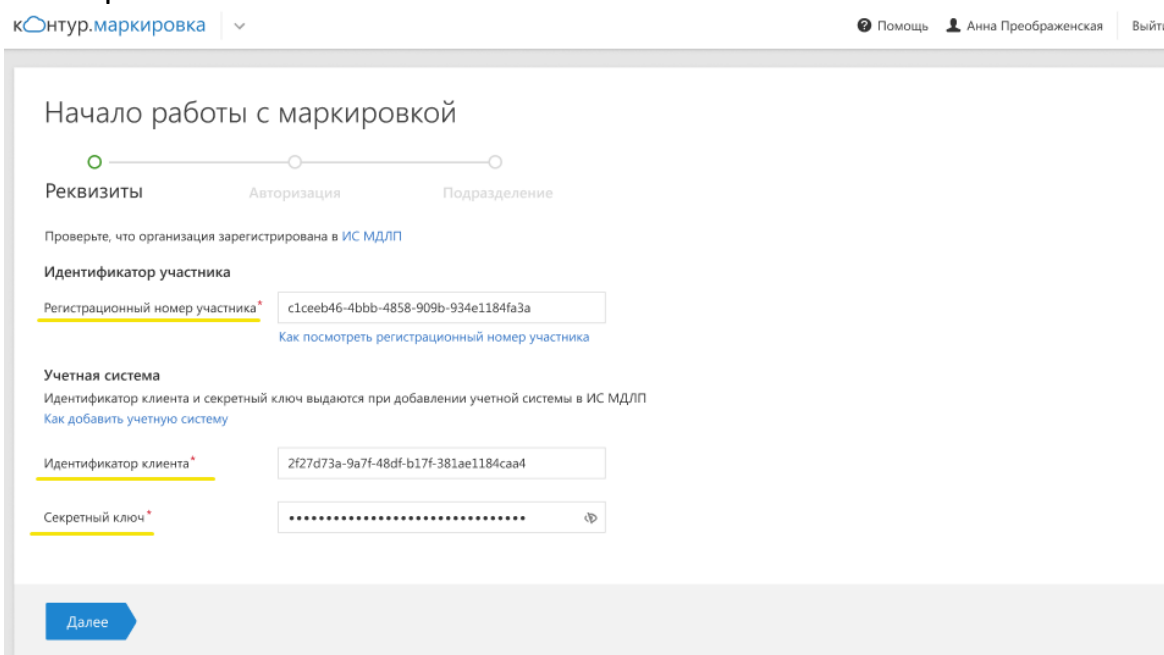 контур.маркировка
Помощь Анна Преображенская Выйти
Начало работы с маркировкой
Реквизиты Авторизация Подразделение
Проверьте, что организация зарегистрирована в ИС МДЛП
Идентификатор участника
Регистрационный номер участника* c1ceeb46-4bbb-4858-909b-934e1184fa3a
Как посмотреть регистрационный номер участника
Учетная система
Идентификатор клиента и секретный ключ выдаются при добавлении учетной системы в ИС МДЛП
Как добавить учетную систему
Идентификатор клиента* 2f27d73a-9a7f-48df-b17f-381ae1184caa4
Секретный ключ* ••••••••••••••••••••••••••••••••
Далее